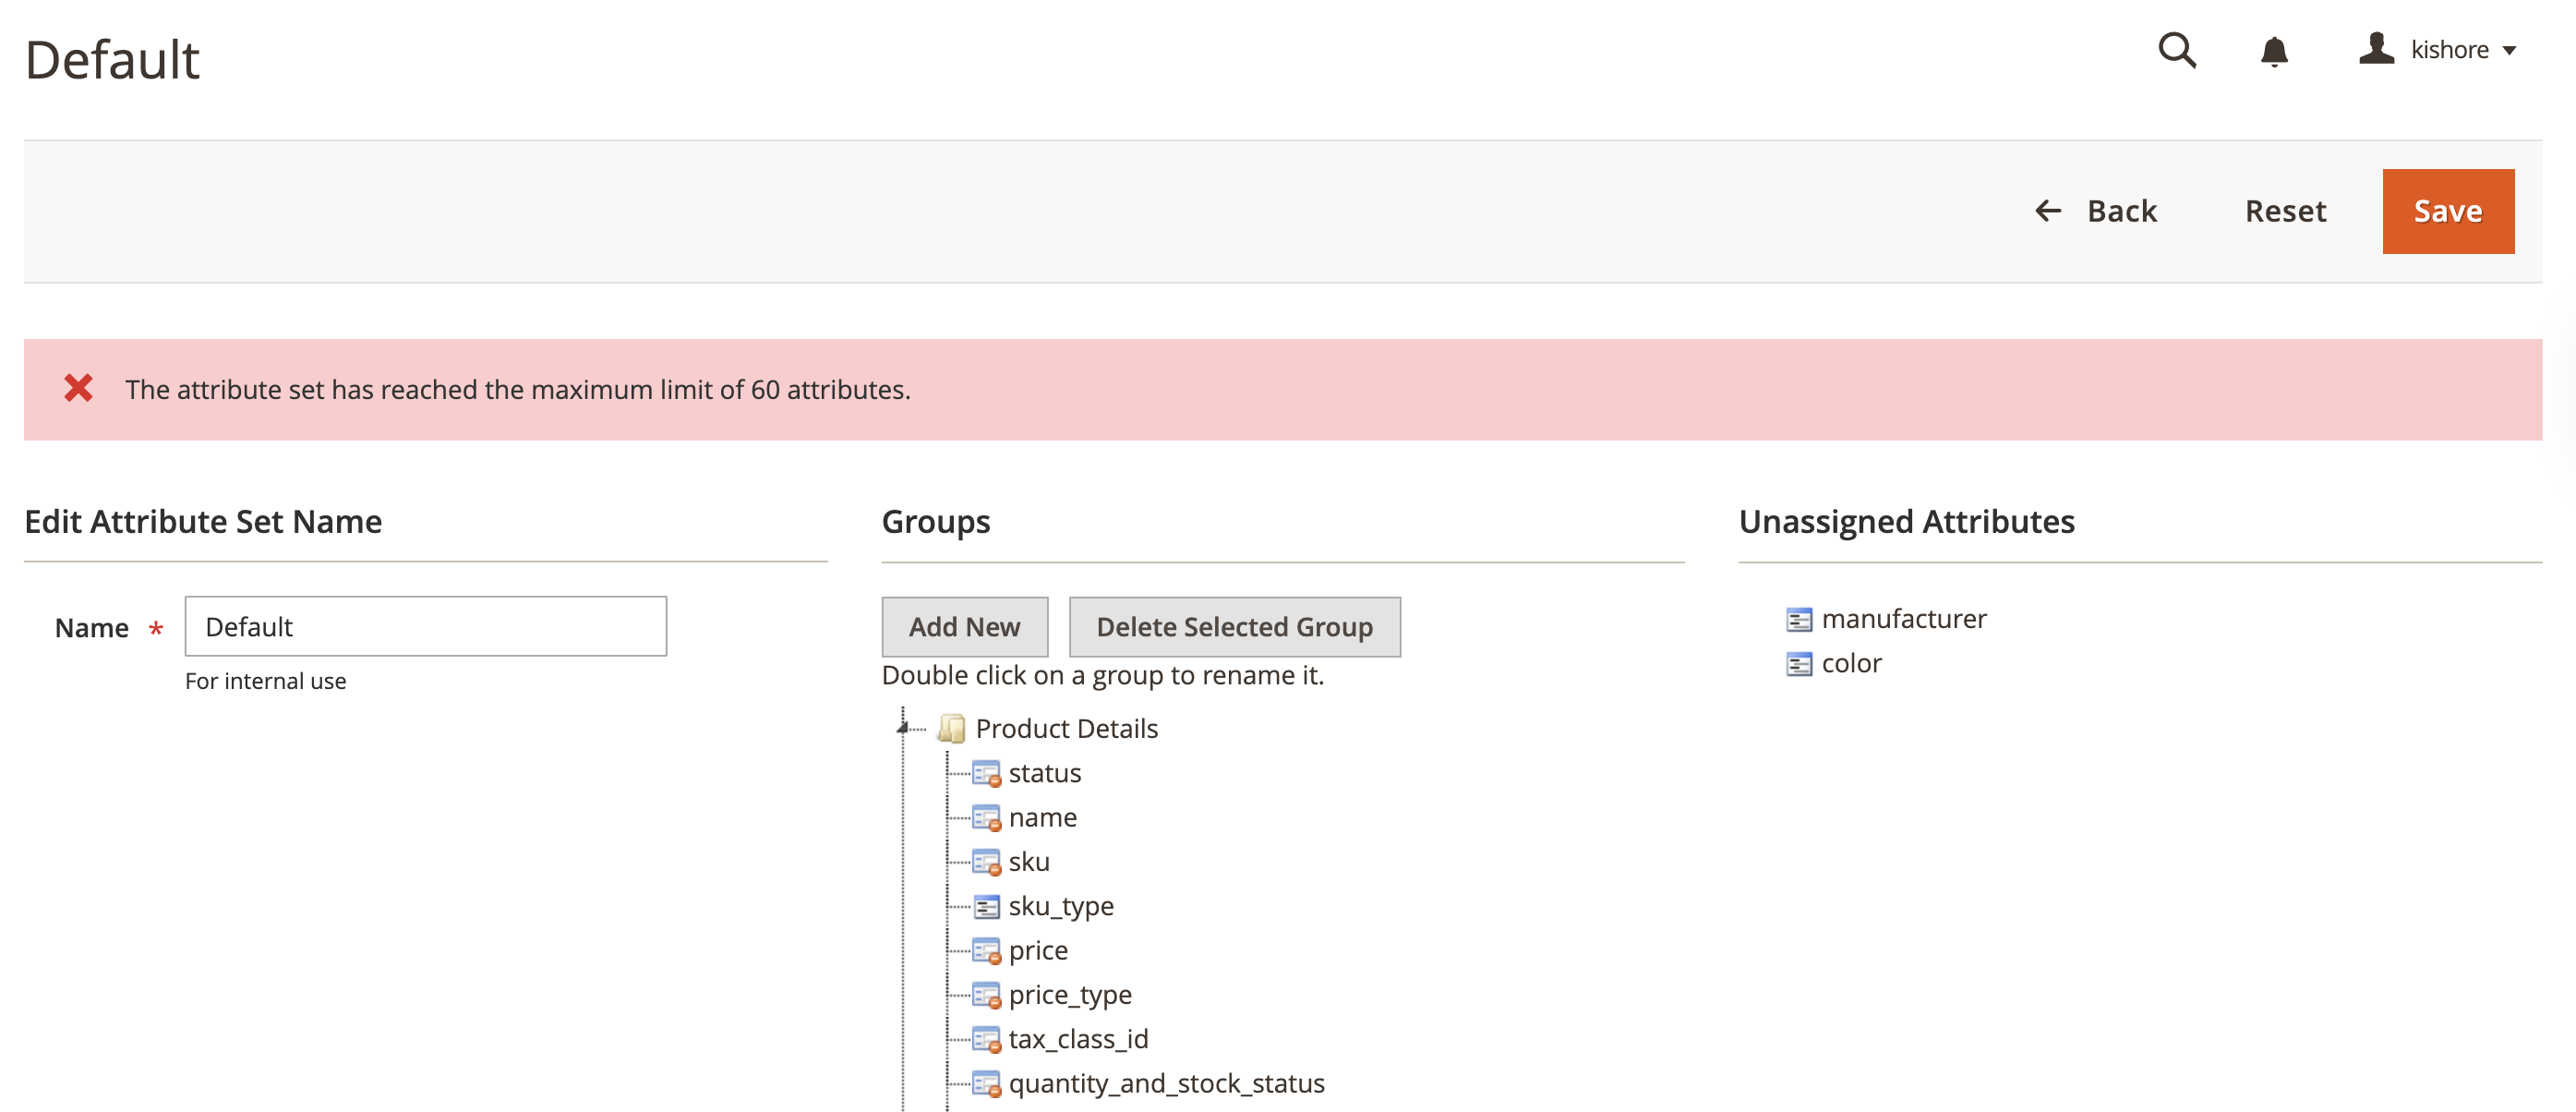 Default
kishore
Back
Reset
Save
The attribute set has reached the maximum limit of 60 attributes.
Edit Attribute Set Name
Groups
Unassigned Attributes
Name *
Default
For internal use
Add New
Delete Selected Group
Double click on a group to rename it.
Product Details
status
name
sku
sku_type
price
price_type
tax_class_id
quantity_and_stock_status
manufacturer
color